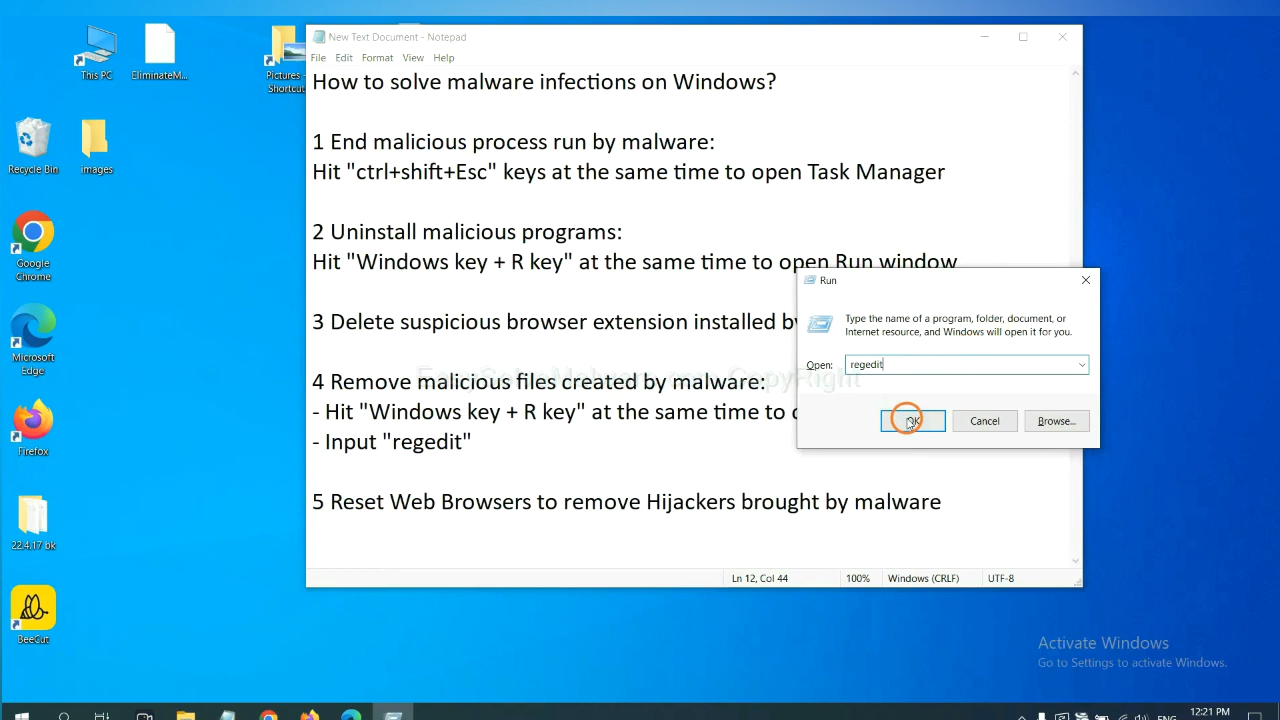 This PC
EliminateM...
Pictures -
Shortcut
Recycle Bin
images
Google
Chrome
Microsoft
Edge
Firefox
22.4.17 bk
BeeCut
New Text Document - Notepad
File Edit Format View Help
How to solve malware infections on Windows?
1 End malicious process run by malware:
Hit "ctrl+shift+Esc" keys at the same time to open Task Manager
2 Uninstall malicious programs:
Hit "Windows key + R key" at the same time to open Run window
3 Delete suspicious browser extension installed by
4 Remove malicious files created by malware:
- Hit "Windows key + R key" at the same time to
- Input "regedit"
5 Reset Web Browsers to remove Hijackers brought by malware
Ln 12, Col 44 100% Windows (CRLF) UTF-8
Run
Type the name of a program, folder, document, or
Internet resource, and Windows will open it for you.
Open: regedit
OK Cancel Browse...
Activate Windows
Go to Settings to activate Windows.
ENG
12:21 PM